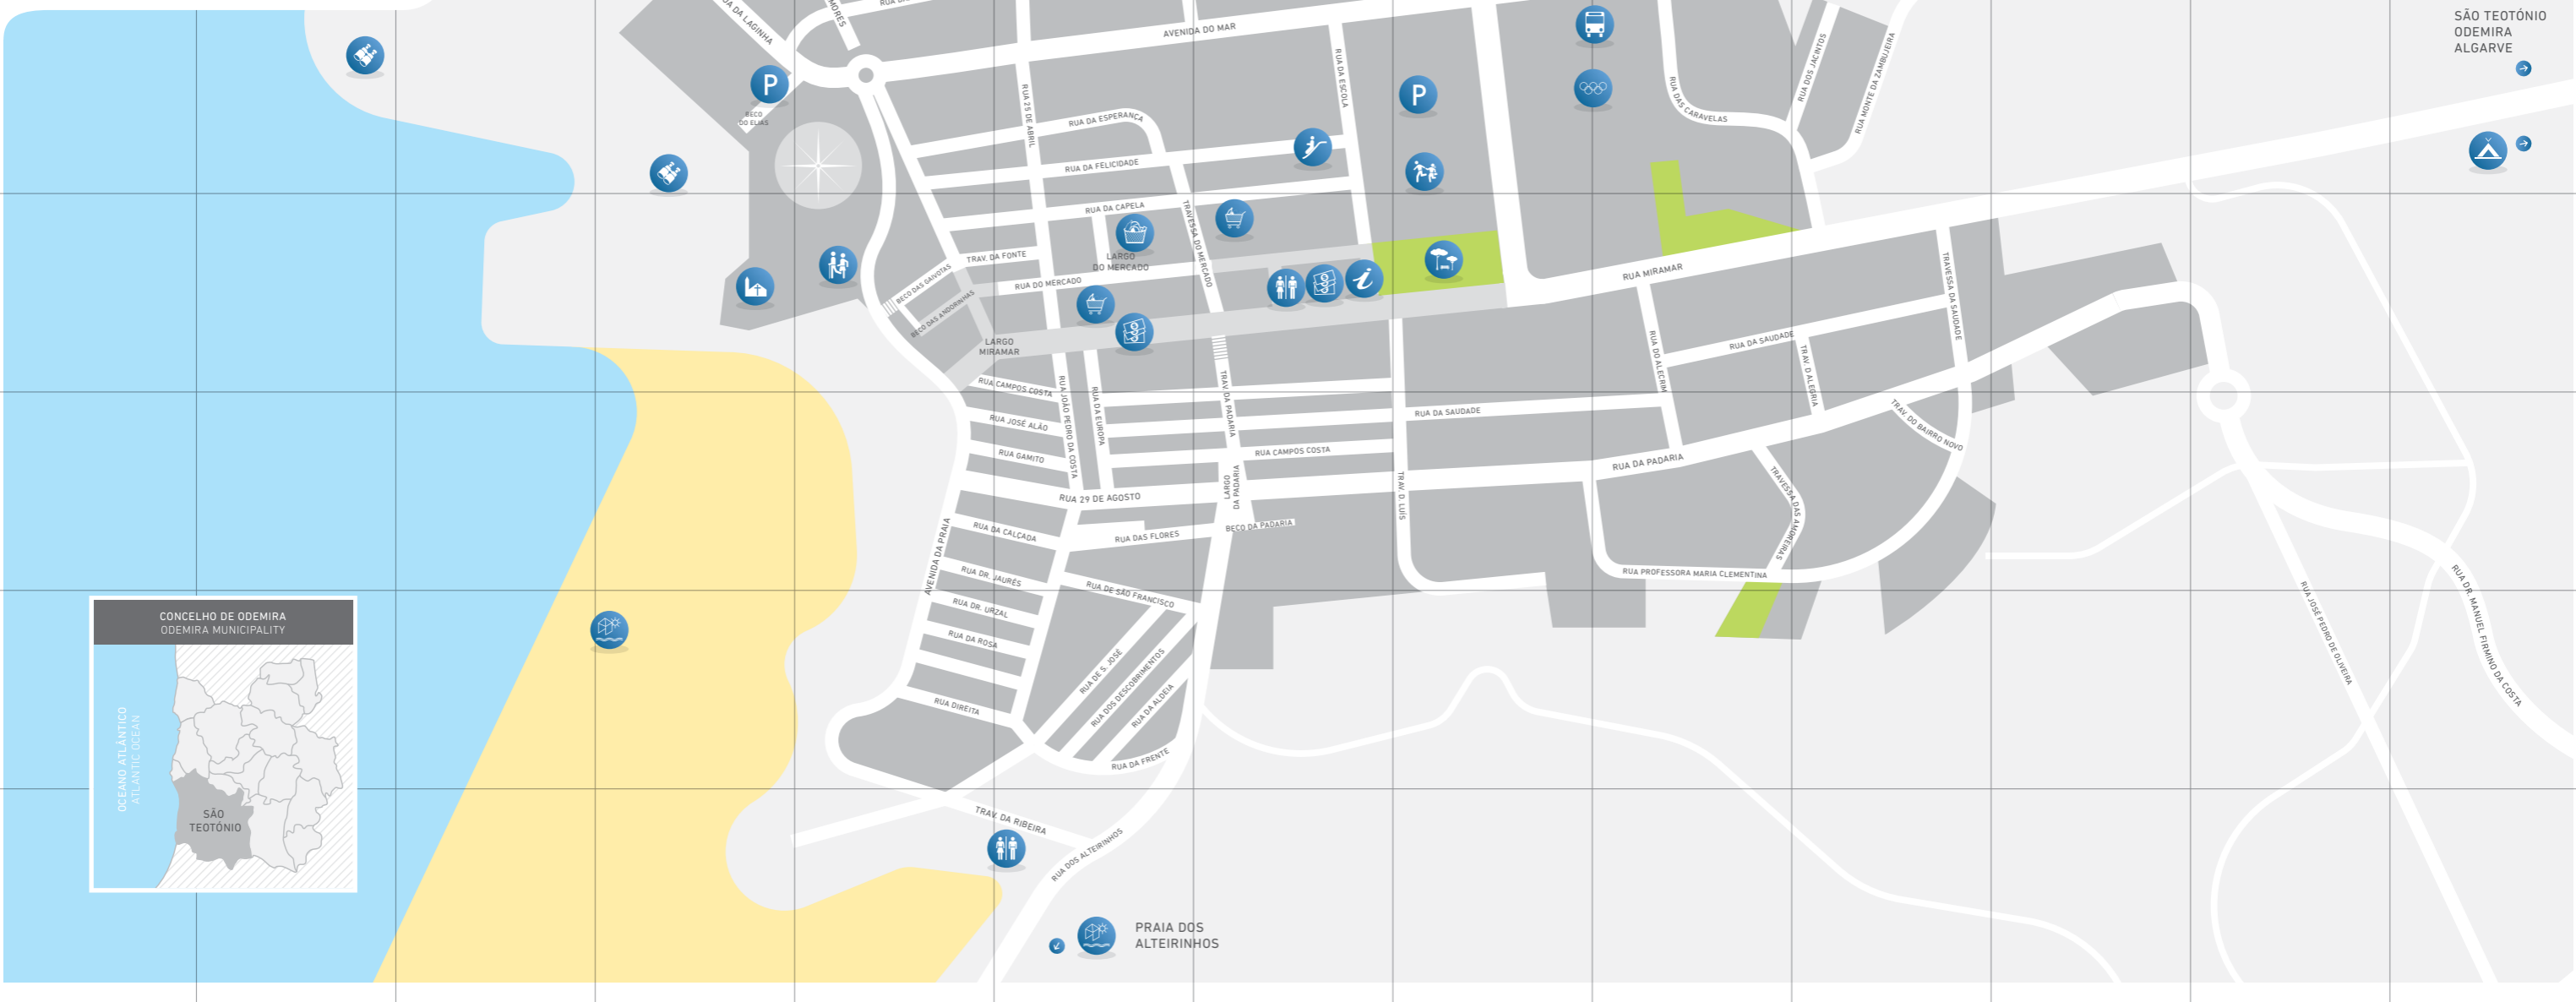 UA DA LAGINHA
MORES
RUA D
AVENIDA DO MAR
SÃO TEOTÓNIO
ODEMIRA
ALGARVE
P
BECO
DO ELIAS
RUA 25 DE ABRIL
RUA DA ESPERANÇA
RUA DA FELICIDADE
RUA DA CAPELA
RUA DA ESCOLA
P
RUA DAS CARAVELAS
RUA DOS JACINTOS
RUA MONTE DA ZAMBUJEIRA
TRAVESSA DO MERCADO
TRAV. DA FONTE
LARGO
DO MERCADO
RUA DO MERCADO
BECO DAS GAIVOTAS
BECO DAS ANDORINHAS
LARGO
MIRAMAR
i
RUA MIRAMAR
TRAVESSA DA SAUDADE
RUA DA SAUDADE
RUA DO ALECRIM
TRAV. D ALEGRIA
RUA CAMPOS COSTA
RUA JOSÉ ALÃO
RUA GAMITO
RUA JOÃO PEDRO DA COSTA
RUA DA EUROPA
TRAV. DA PADARIA
RUA DA SAUDADE
RUA CAMPOS COSTA
TRAV. DO BAIRRO NOVO
RUA DA PADARIA
LARGO
DA PADARIA
RUA 29 DE AGOSTO
TRAV. D. LUÍS
TRAVESSA DAS AMOREIRAS
BECO DA PADARIA
RUA DA CALÇADA
RUA DAS FLORES
AVENIDA DA PRAIA
RUA DR. JAURÉS
RUA DE SÃO FRANCISCO
RUA PROFESSORA MARIA CLEMENTINA
RUA DR. URZAL
RUA DA ROSA
RUA DE S. JOSÉ
RUA DOS DESCOBRIMENTOS
RUA DA ALDEIA
RUA DIREITA
RUA DA FRENTE
RUA JOSÉ PEDRO DE OLIVEIRA
RUA DR. MANUEL FIRMINO DA COSTA
TRAV. DA RIBEIRA
RUA DOS ALTEIRINHOS
PRAIA DOS
ALTEIRINHOS
CONCELHO DE ODEMIRA
ODEMIRA MUNICIPALITY
OCEANO ATLÂNTICO
ATLANTIC OCEAN
SÃO
TEOTÓNIO